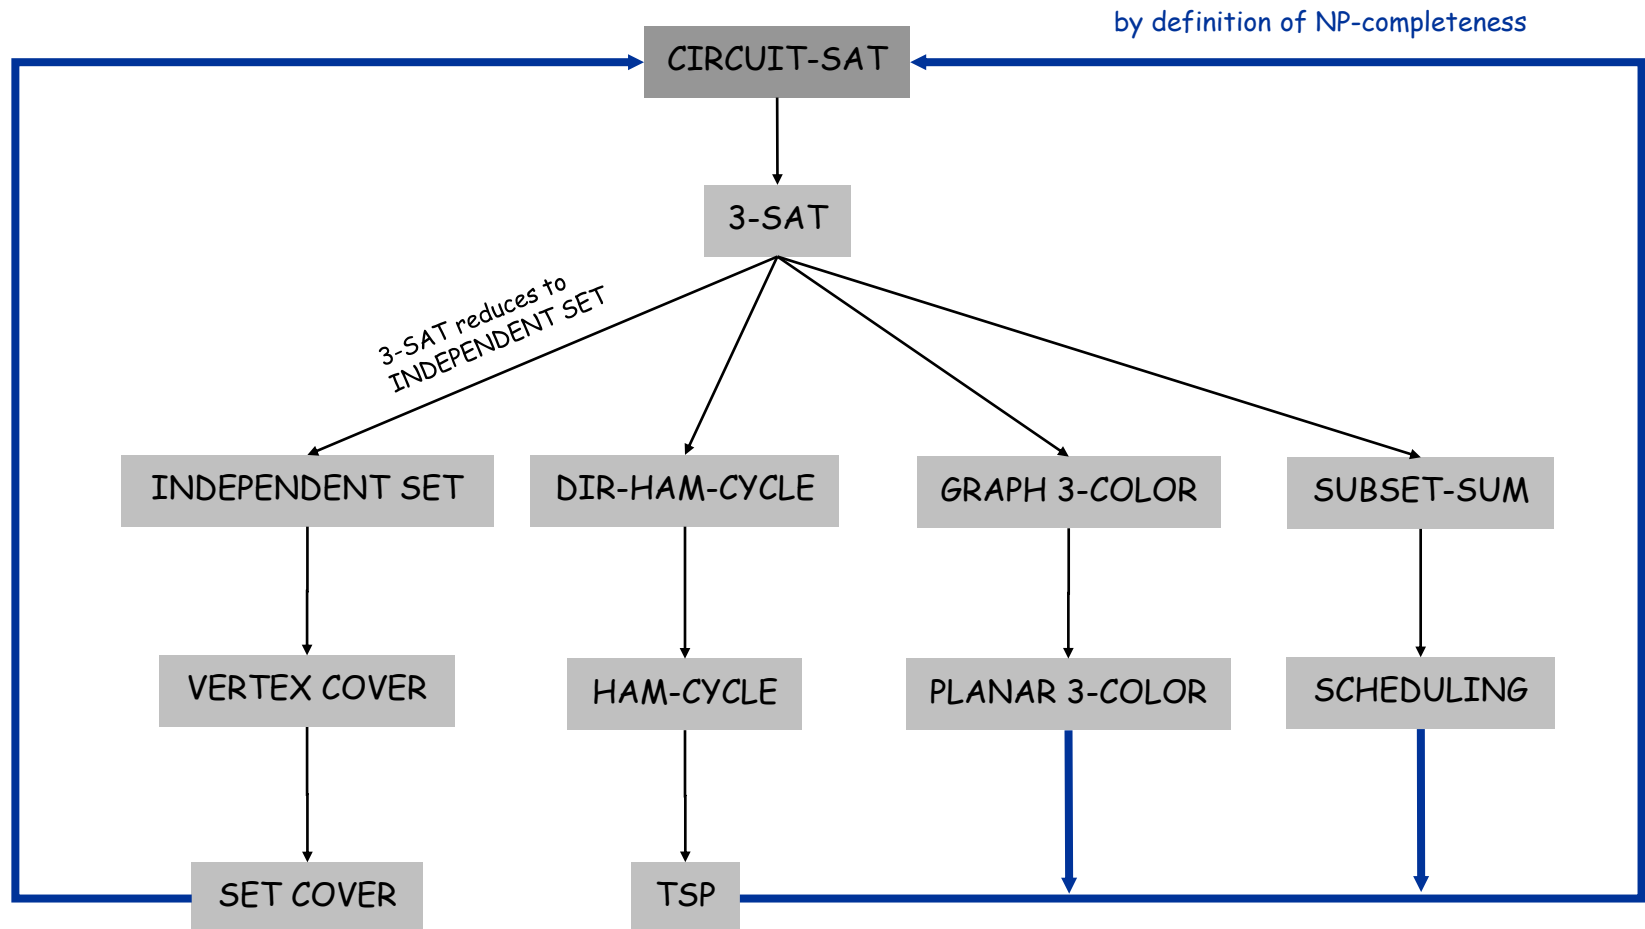 by definition of NP-completeness
CIRCUIT-SAT
3-SAT
3-SAT reduces to
INDEPENDENT SET
INDEPENDENT SET
DIR-HAM-CYCLE
GRAPH 3-COLOR
SUBSET-SUM
VERTEX COVER
HAM-CYCLE
PLANAR 3-COLOR
SCHEDULING
SET COVER
TSP